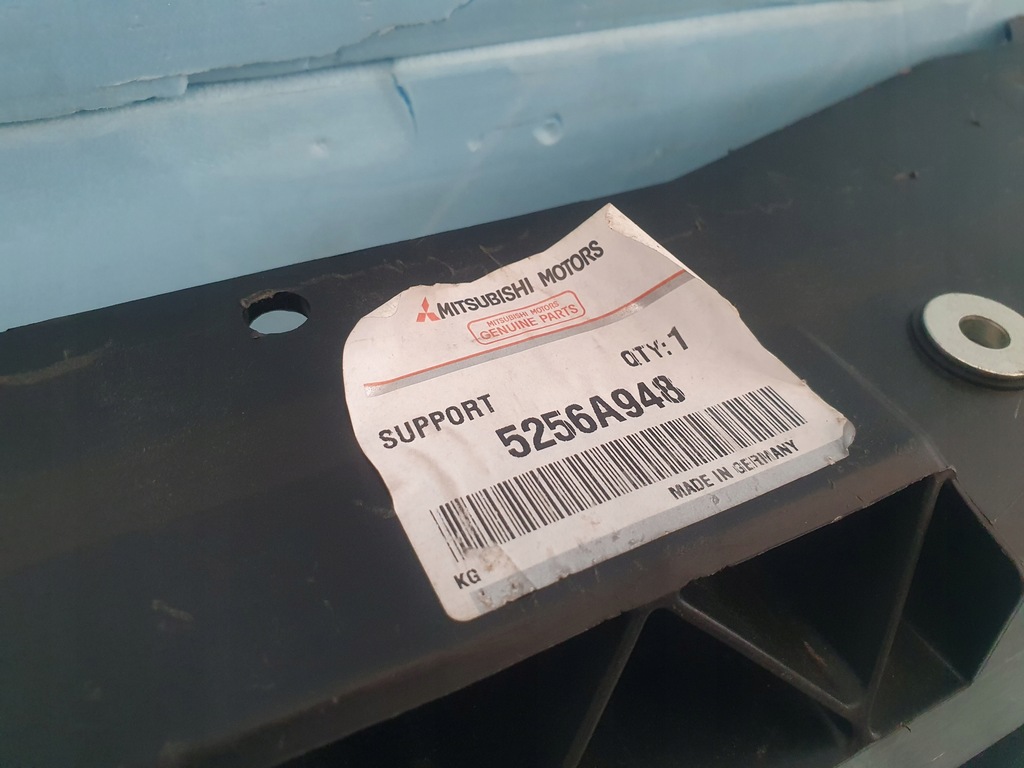 MITSUBISHI MOTORS
MITSUBISHI MOTORS
GENUINE PARTS
SUPPORT QTY: 1
5256A948
MADE IN GERMANY
KG